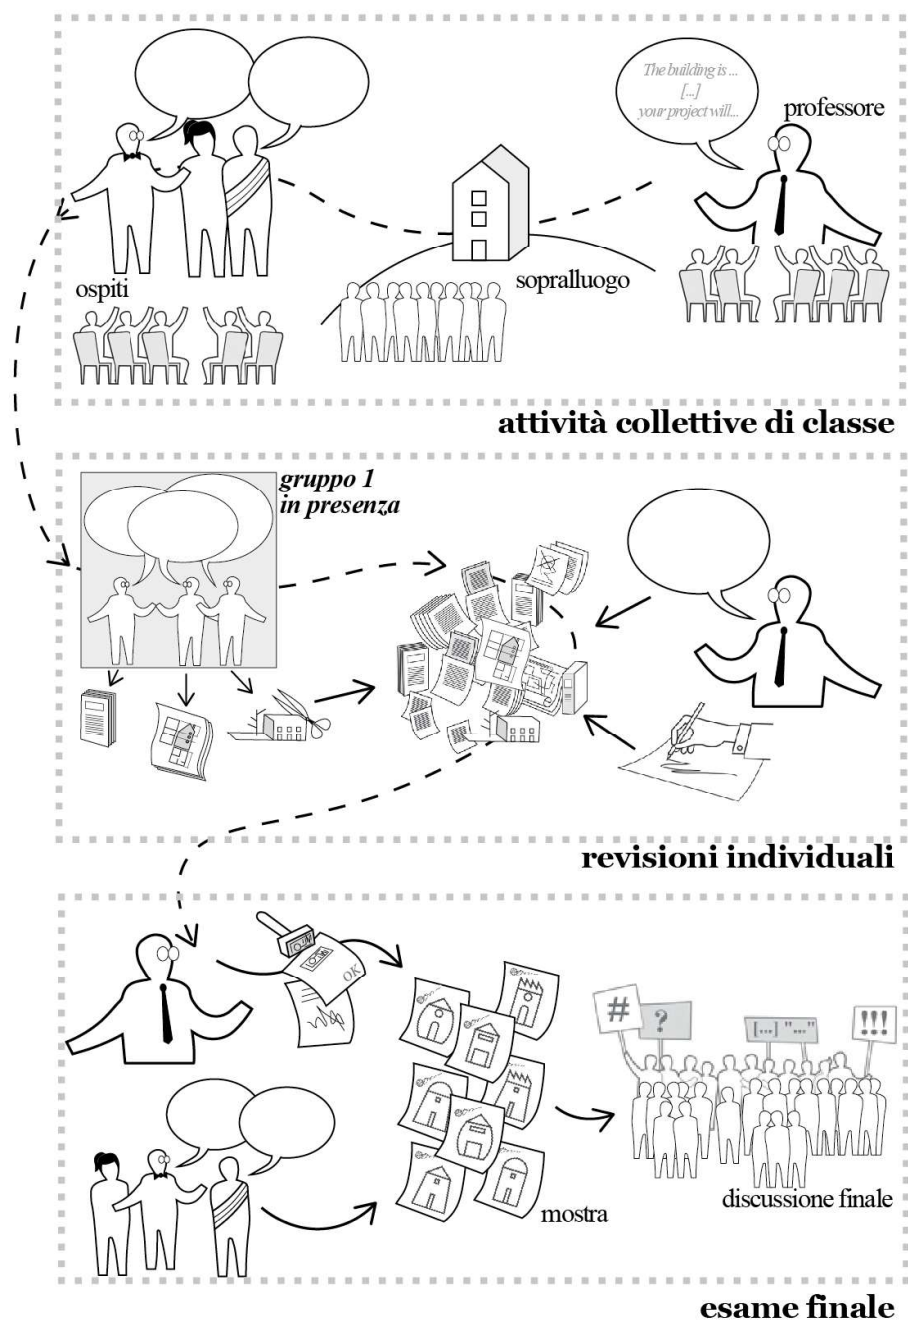 The building is ...
[...]
your project will...
professore
ospiti
sopralluogo
attività collettive di classe
gruppo 1
in presenza
revisioni individuali
OK
#
?
[...] "..."
!!!
mostra
discussione finale
esame finale